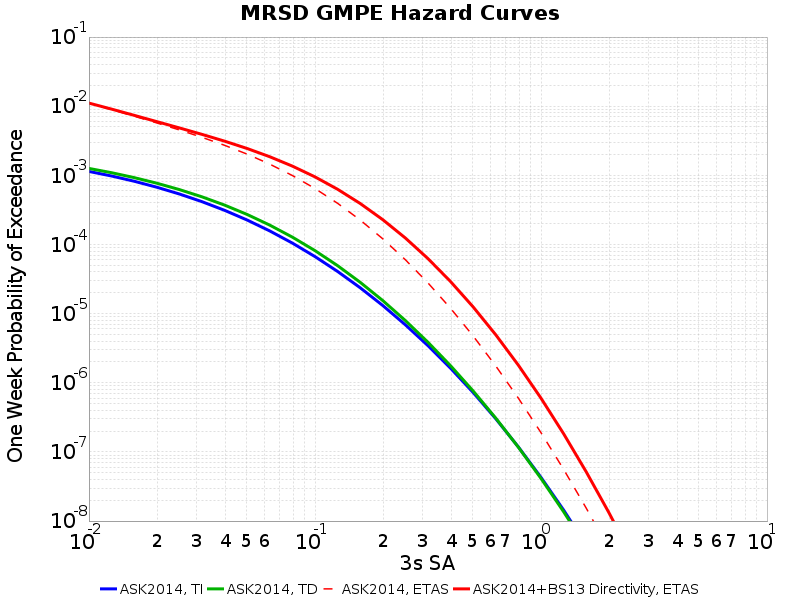 MRSD GMPE Hazard Curves
One Week Probability of Exceedance
10^-1
10^-2
10^-3
10^-4
10^-5
10^-6
10^-7
10^-8
10^-2 2 3 4 5 6 10^-1 2 3 4 5 6 7 10^0 2 3 4 5 6 7 10^1
3s SA
ASK2014, TI ASK2014, TD ASK2014, ETAS ASK2014+BS13 Directivity, ETAS